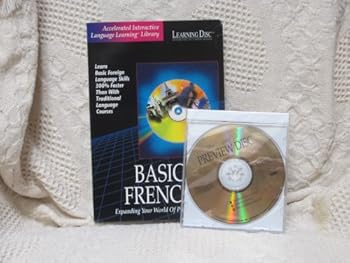 Accelerated Interactive
Language Learning Library
LEARNING DISC
Learn
Basic Foreign
Language Skills
300% Faster
Than With
Traditional
Language
Courses
BASIC
FRENC
Expanding Your World Of P
PREVIEW DISC